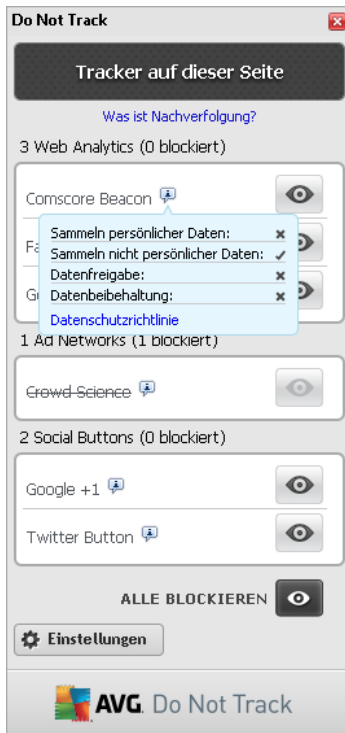 Do Not Track
Tracker auf dieser Seite
Was ist Nachverfolgung?
3 Web Analytics (0 blockiert)
Comscore Beacon
Sammeln persönlicher Daten:
Sammeln nicht persönlicher Daten:
Datenfreigabe:
Datenbeibehaltung:
Datenschutzrichtlinie
1 Ad Networks (1 blockiert)
Crowd Science
2 Social Buttons (0 blockiert)
Google +1
Twitter Button
ALLE BLOCKIEREN
Einstellungen
AVG. Do Not Track